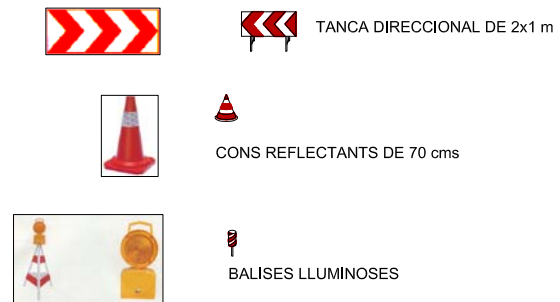 TANCA DIRECCIONAL DE 2x1 m
CONS REFLECTANTS DE 70 cms
BALISES LLUMINOSES